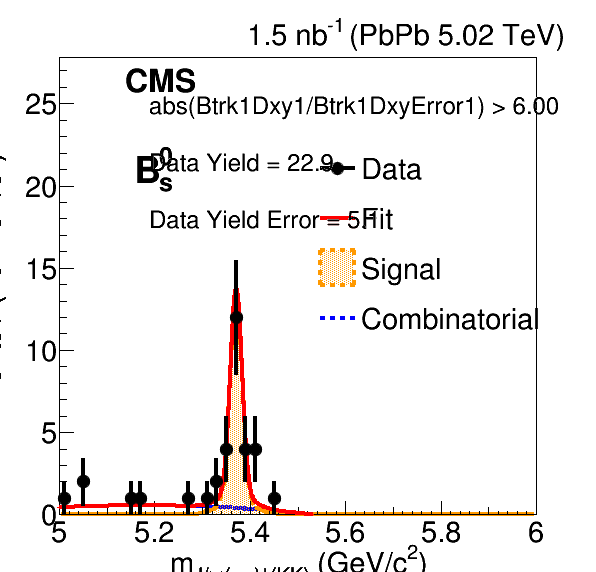 1.5 nb-1 (PbPb 5.02 TeV)
CMS
abs(Btrk1Dxy1/Btrk1DxyError1) > 6.00
B0s
Data Yield = 22.9
Data Yield Error =
Data
Fit
Signal
Combinatorial
25
20
15
10
5
0
5 5.2 5.4 5.6 5.8 6
m (GeV/c2)